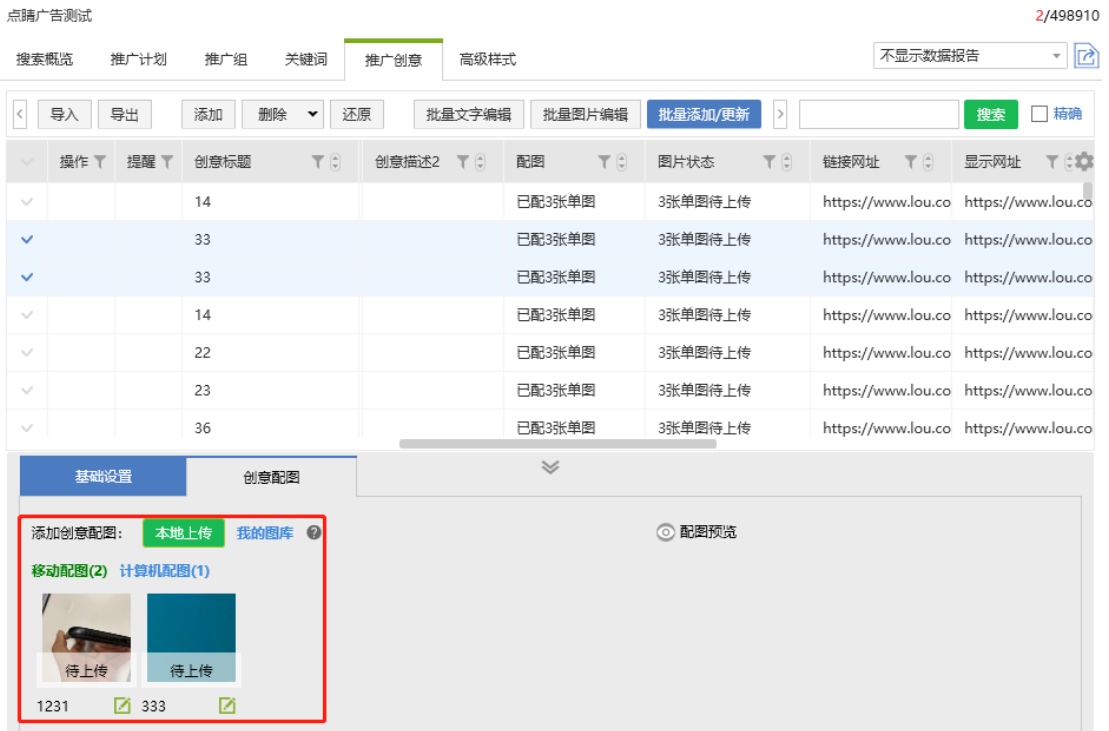 点睛广告测试 2/498910
搜索概览 推广计划 推广组 关键词 推广创意 高级样式 不显示数据报告
导入 导出 添加 删除 还原 批量文字编辑 批量图片编辑 批量添加/更新 搜索 精确
操作 提醒 创意标题 创意描述2 配图 图片状态 链接网址 显示网址
14 已配3张单图 3张单图待上传 https://www.lou.co https://www.lou.co
33 已配3张单图 3张单图待上传 https://www.lou.co https://www.lou.co
33 已配3张单图 3张单图待上传 https://www.lou.co https://www.lou.co
14 已配3张单图 3张单图待上传 https://www.lou.co https://www.lou.co
22 已配3张单图 3张单图待上传 https://www.lou.co https://www.lou.co
23 已配3张单图 3张单图待上传 https://www.lou.co https://www.lou.co
36 已配3张单图 3张单图待上传 https://www.lou.co https://www.lou.co
基础设置 创意配图
添加创意配图: 本地上传 我的图库 ? 配图预览
移动配图(2) 计算机配图(1)
待上传 待上传
1231 333